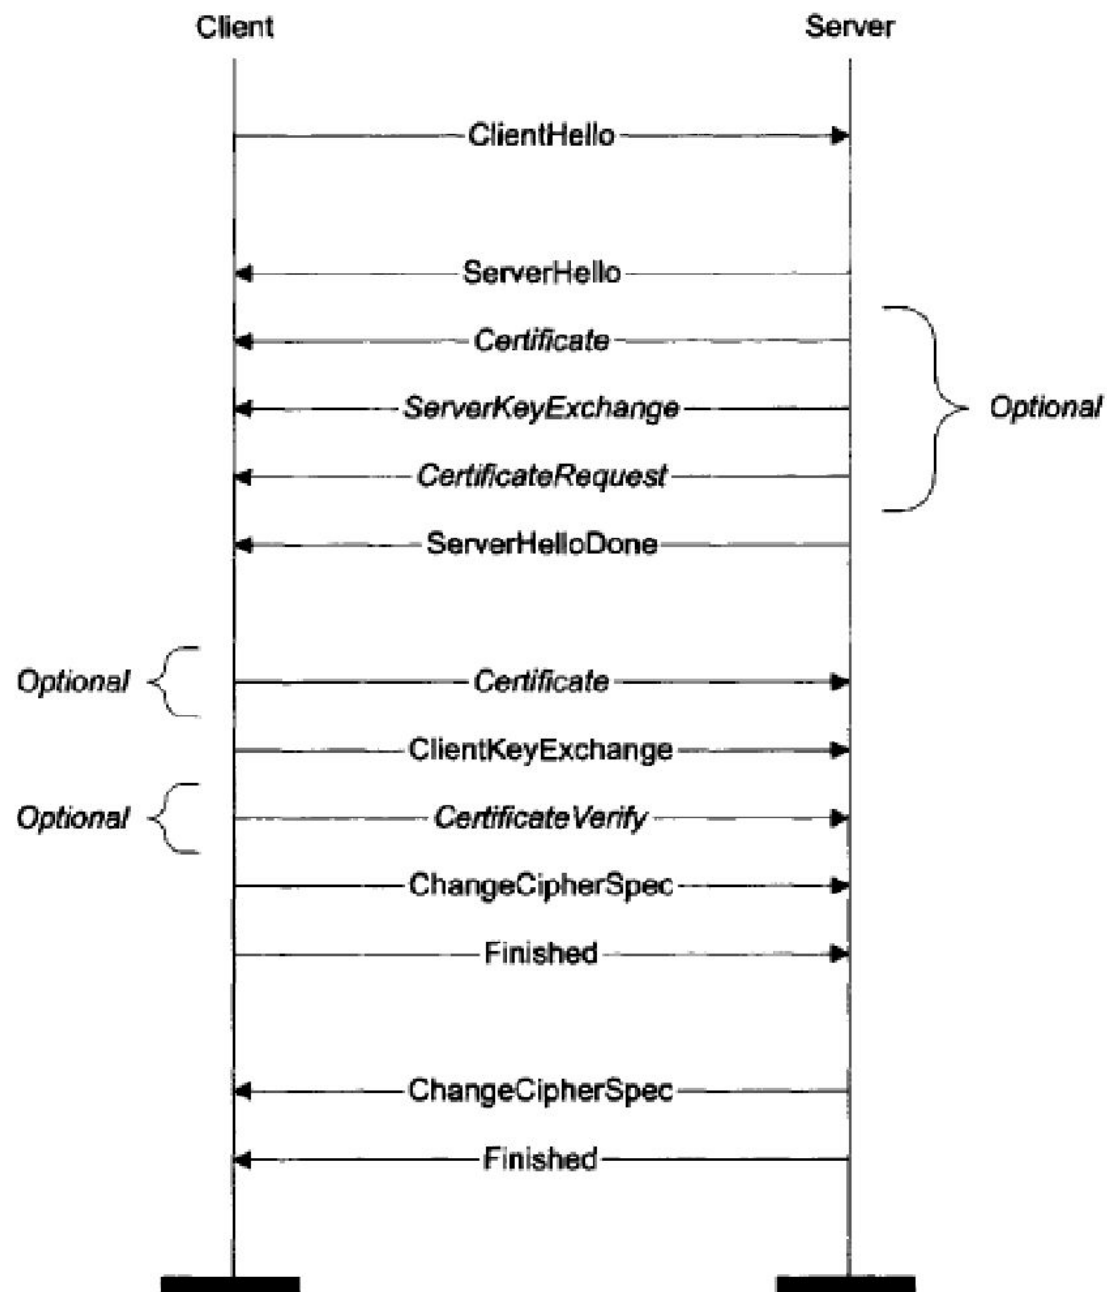 Client Server
ClientHello
ServerHello
Certificate
ServerKeyExchange Optional
CertificateRequest
ServerHelloDone
Optional Certificate
ClientKeyExchange
Optional CertificateVerify
ChangeCipherSpec
Finished
ChangeCipherSpec
Finished